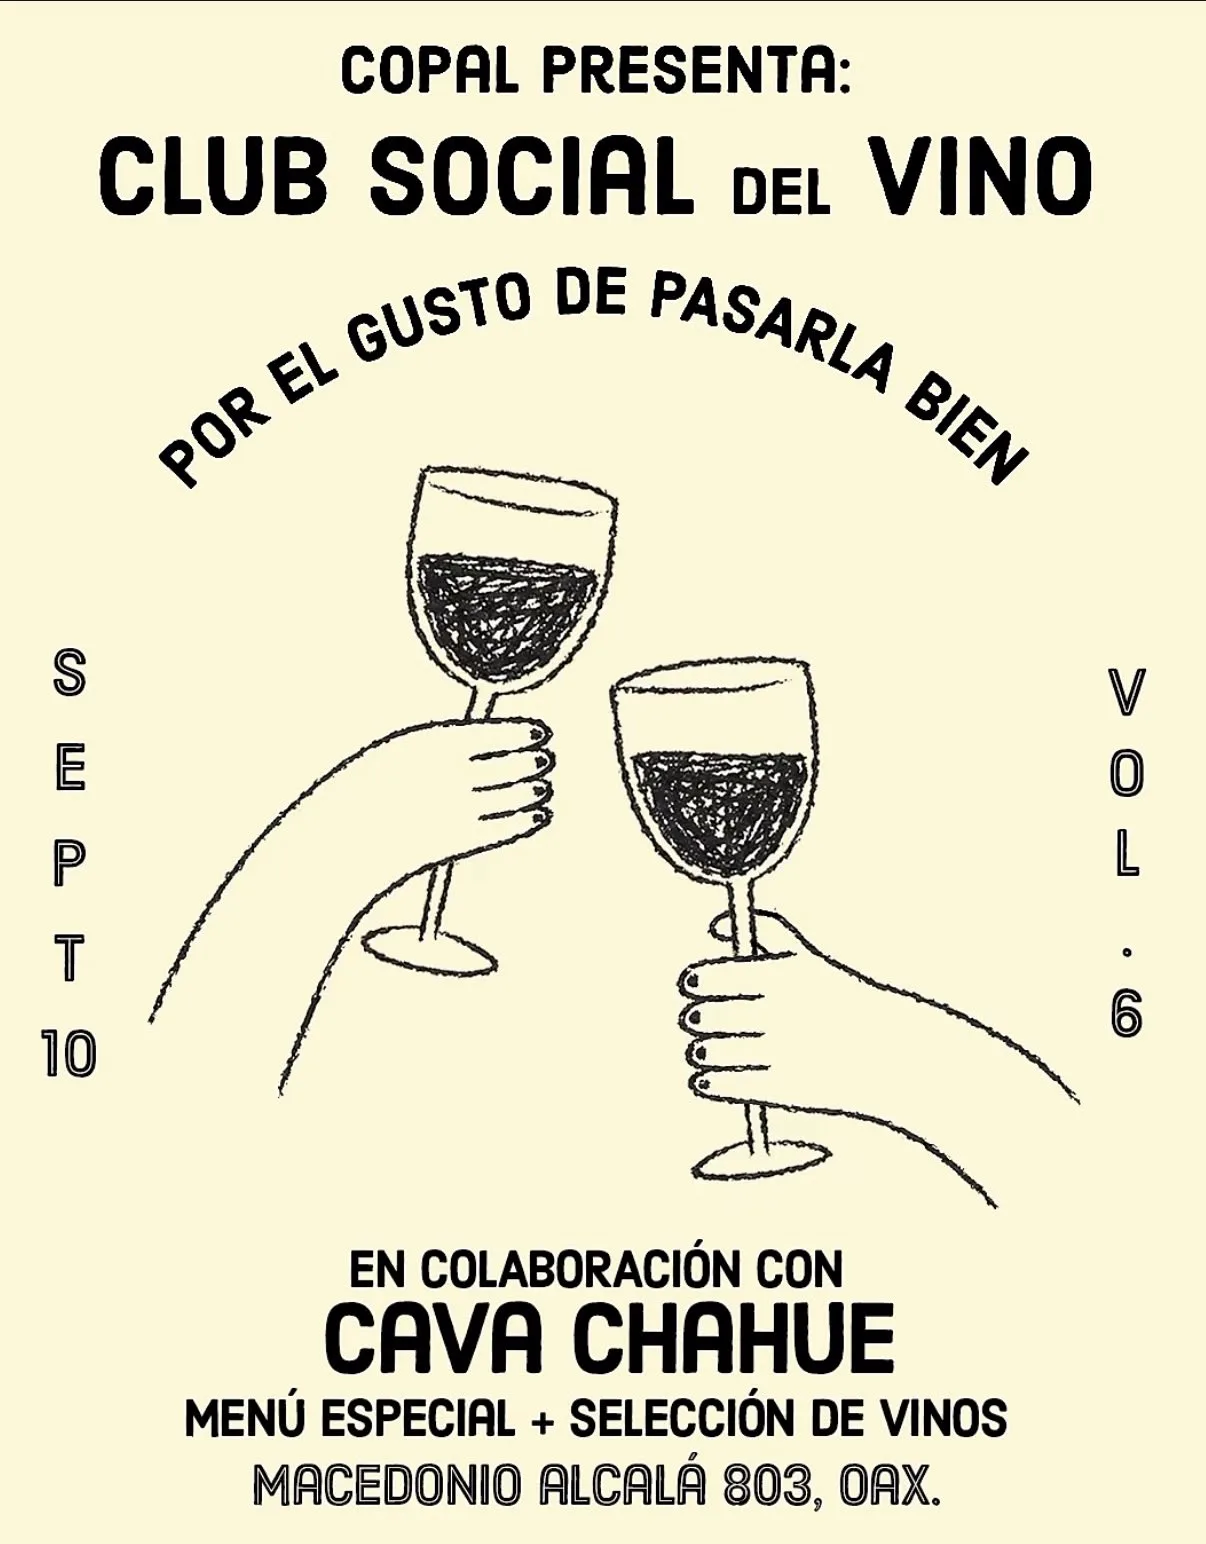 COPAL PRESENTA:
CLUB SOCIAL DEL VINO
POR EL GUSTO DE PASARLA BIEN
SEPT 10
VOL.6
EN COLABORACIÓN CON
CAVA CHAHUE
MENÚ ESPECIAL + SELECCIÓN DE VINOS
MACEDONIO ALCALÁ 803, OAX.